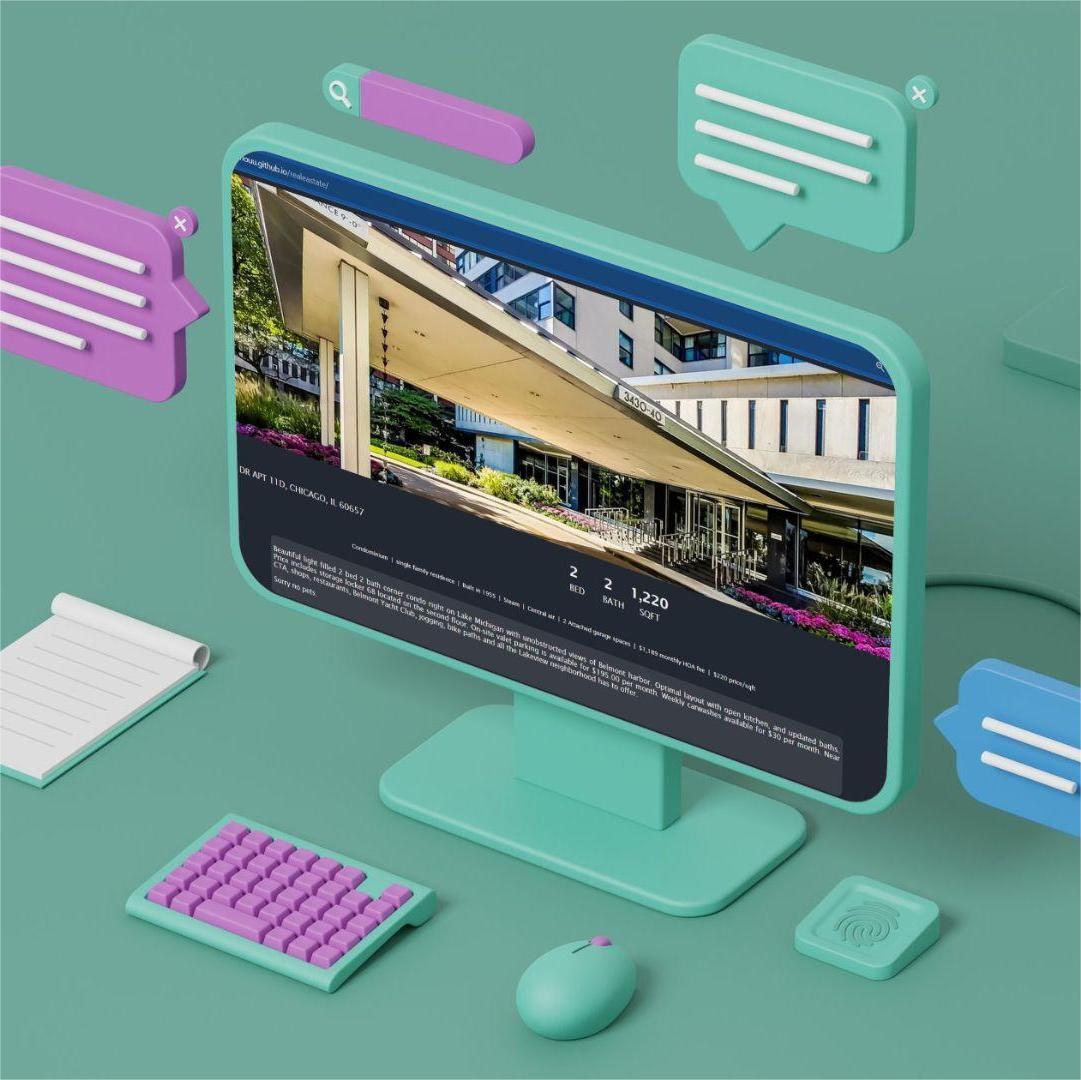 louu.github.io/realeastate/
ANCE 9'-0"
3430-40
DR APT 11D, CHICAGO, IL 60657
2 BED
2 BATH
1,220 SQFT
Condominium | single family residence | Built in 1955 | Steam | Central air | 2 Attached garage spaces | $1,189 monthly HOA fee | $220 price/sqft
Beautiful light filled 2 bed 2 bath corner condo right on Lake Michigan with unobstructed views of Belmont harbor. Optimal layout with open kitchen, and updated baths.
Price includes storage locker 68 located on the second floor. On-site valet parking is available for $195.00 per month. Weekly carwashes available for $30 per month. Near
CTA, shops, restaurants, Belmont Yacht Club, jogging, bike paths and all the Lakeview neighborhood has to offer.
Sorry no pets.